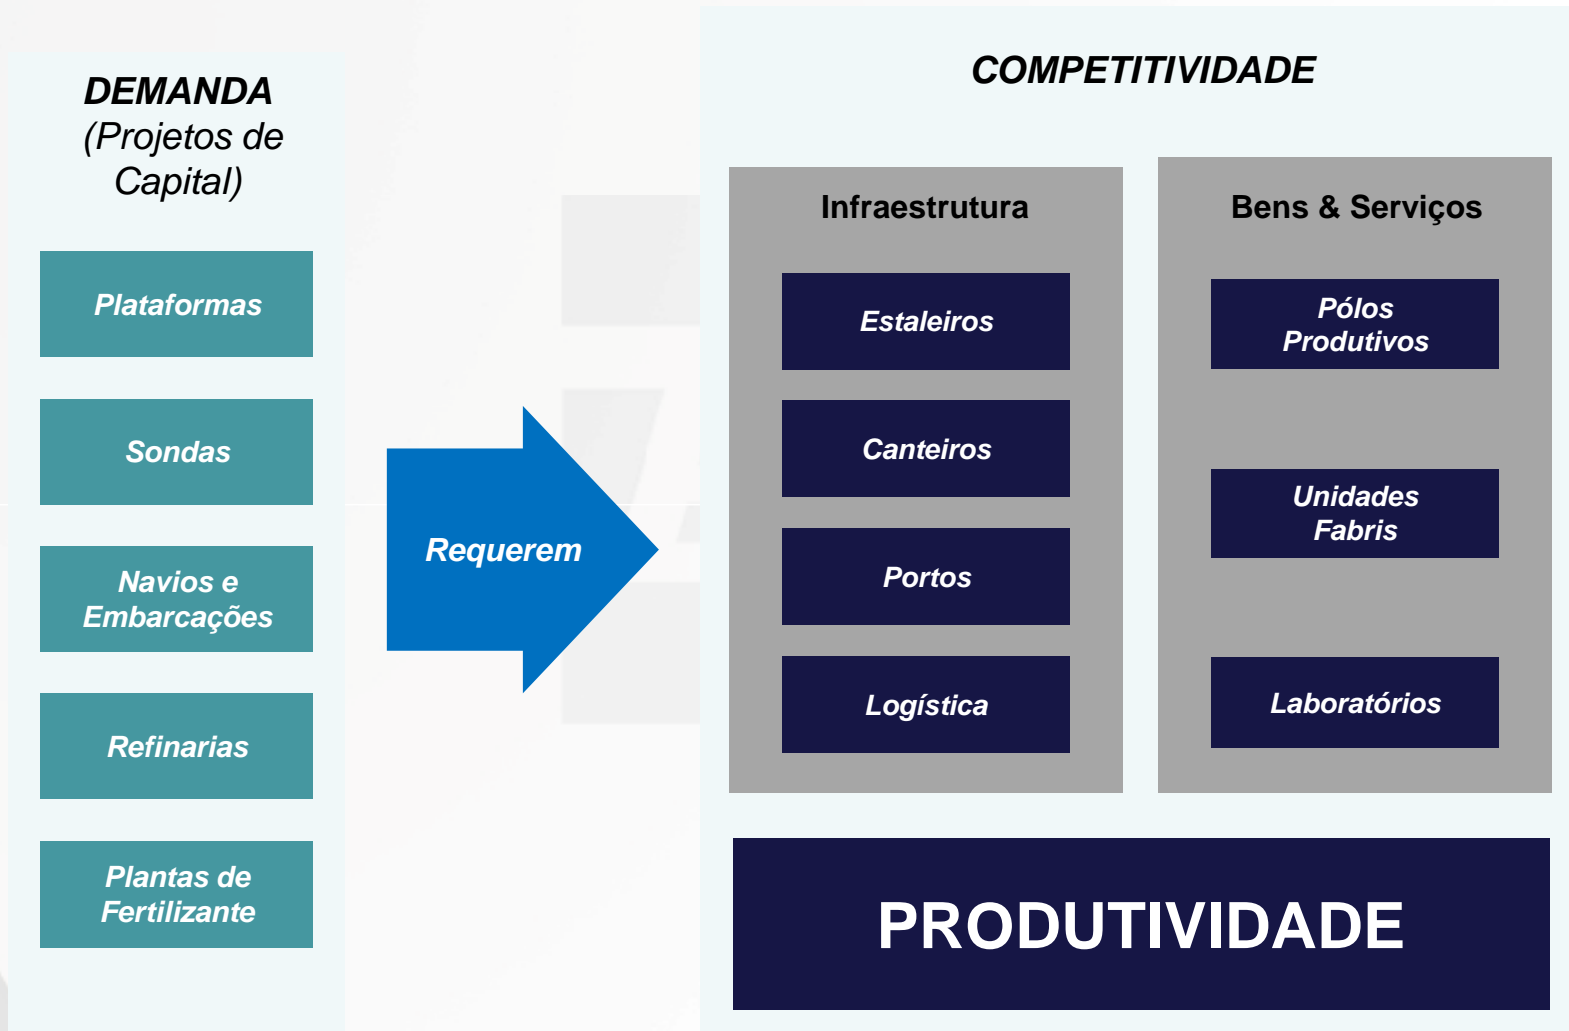 DEMANDA
(Projetos de
Capital)
Plataformas
Sondas
Navios e
Embarcações
Refinarias
Plantas de
Fertilizante
Requerem
COMPETITIVIDADE
Infraestrutura
Estaleiros
Canteiros
Portos
Logística
Bens & Serviços
Pólos
Produtivos
Unidades
Fabris
Laboratórios
PRODUTIVIDADE